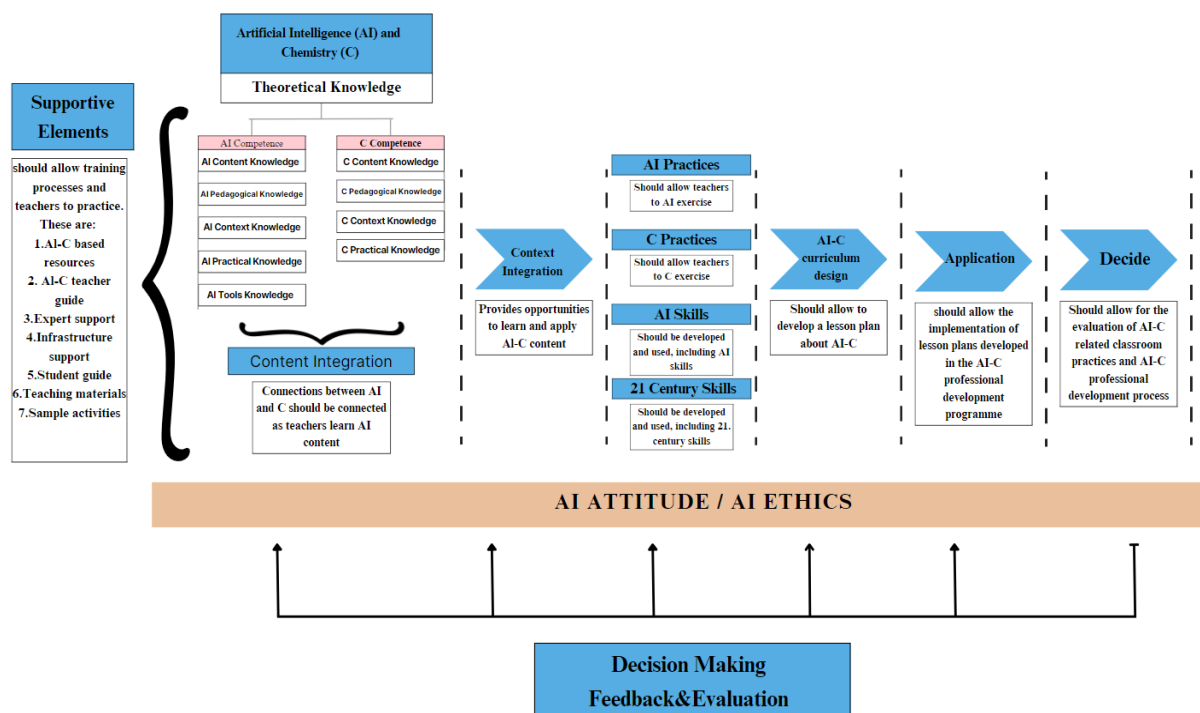 Supportive
Elements
should allow training
processes and
teachers to practice.
These are:
1.AI-C based
resources
2. AI-C teacher
guide
3.Expert support
4.Infrastructure
support
5.Student guide
6.Teaching materials
7.Sample activities
Artificial Intelligence (AI) and
Chemistry (C)
Theoretical Knowledge
AI Competence
AI Content Knowledge
AI Pedagogical Knowledge
AI Context Knowledge
AI Practical Knowledge
AI Tools Knowledge
C Competence
C Content Knowledge
C Pedagogical Knowledge
C Context Knowledge
C Practical Knowledge
Content Integration
Connections between AI
and C should be connected
as teachers learn AI
content
Context
Integration
Provides opportunities
to learn and apply
AI-C content
AI Practices
Should allow teachers
to AI exercise
C Practices
Should allow teachers
to C exercise
AI Skills
Should be developed
and used, including AI
skills
21 Century Skills
Should be developed
and used, including 21.
century skills
AI-C
curriculum
design
Should allow to
develop a lesson plan
about AI-C
Application
should allow the
implementation of
lesson plans developed
in the AI-C
professional
development
programme
Decide
Should allow for the
evaluation of AI-C
related classroom
practices and AI-C
professional
development process
AI ATTITUDE / AI ETHICS
Decision Making
Feedback&Evaluation